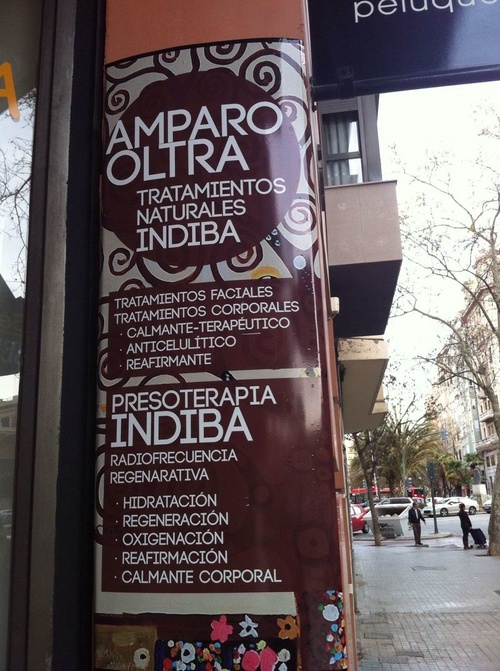 peluque
AMPARO
OLTRA
TRATAMIENTOS
NATURALES
INDIBA
TRATAMIENTOS FACIALES
TRATAMIENTOS CORPORALES
· CALMANTE-TERAPÉUTICO
· ANTICELULÍTICO
· REAFIRMANTE
PRESOTERAPIA
INDIBA
RADIOFRECUENCIA
REGENARATIVA
· HIDRATACIÓN
· REGENERACIÓN
· OXIGENACIÓN
· REAFIRMACIÓN
· CALMANTE CORPORAL